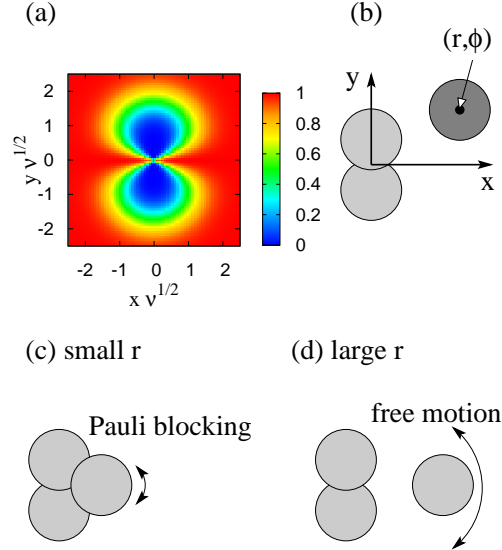 (a)
(b)
2
1
0
-1
-2
y ν^1/2
-2 -1 0 1 2
x ν^1/2
1
0.8
0.6
0.4
0.2
0
(r,ϕ)
y
x
(c) small r
(d) large r
Pauli blocking
free motion